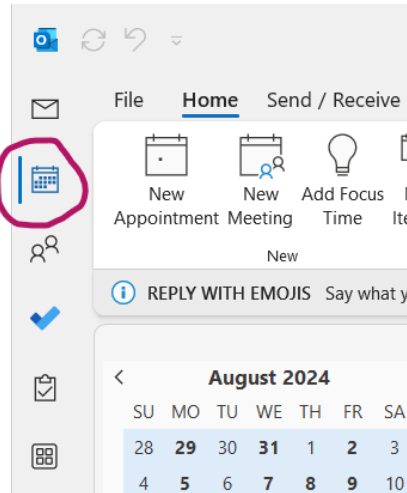 File Home Send / Receive
New Appointment
New Meeting
Add Focus Time
New
REPLY WITH EMOJIS Say what
August 2024
SU MO TU WE TH FR SA
28 29 30 31 1 2 3
4 5 6 7 8 9 10